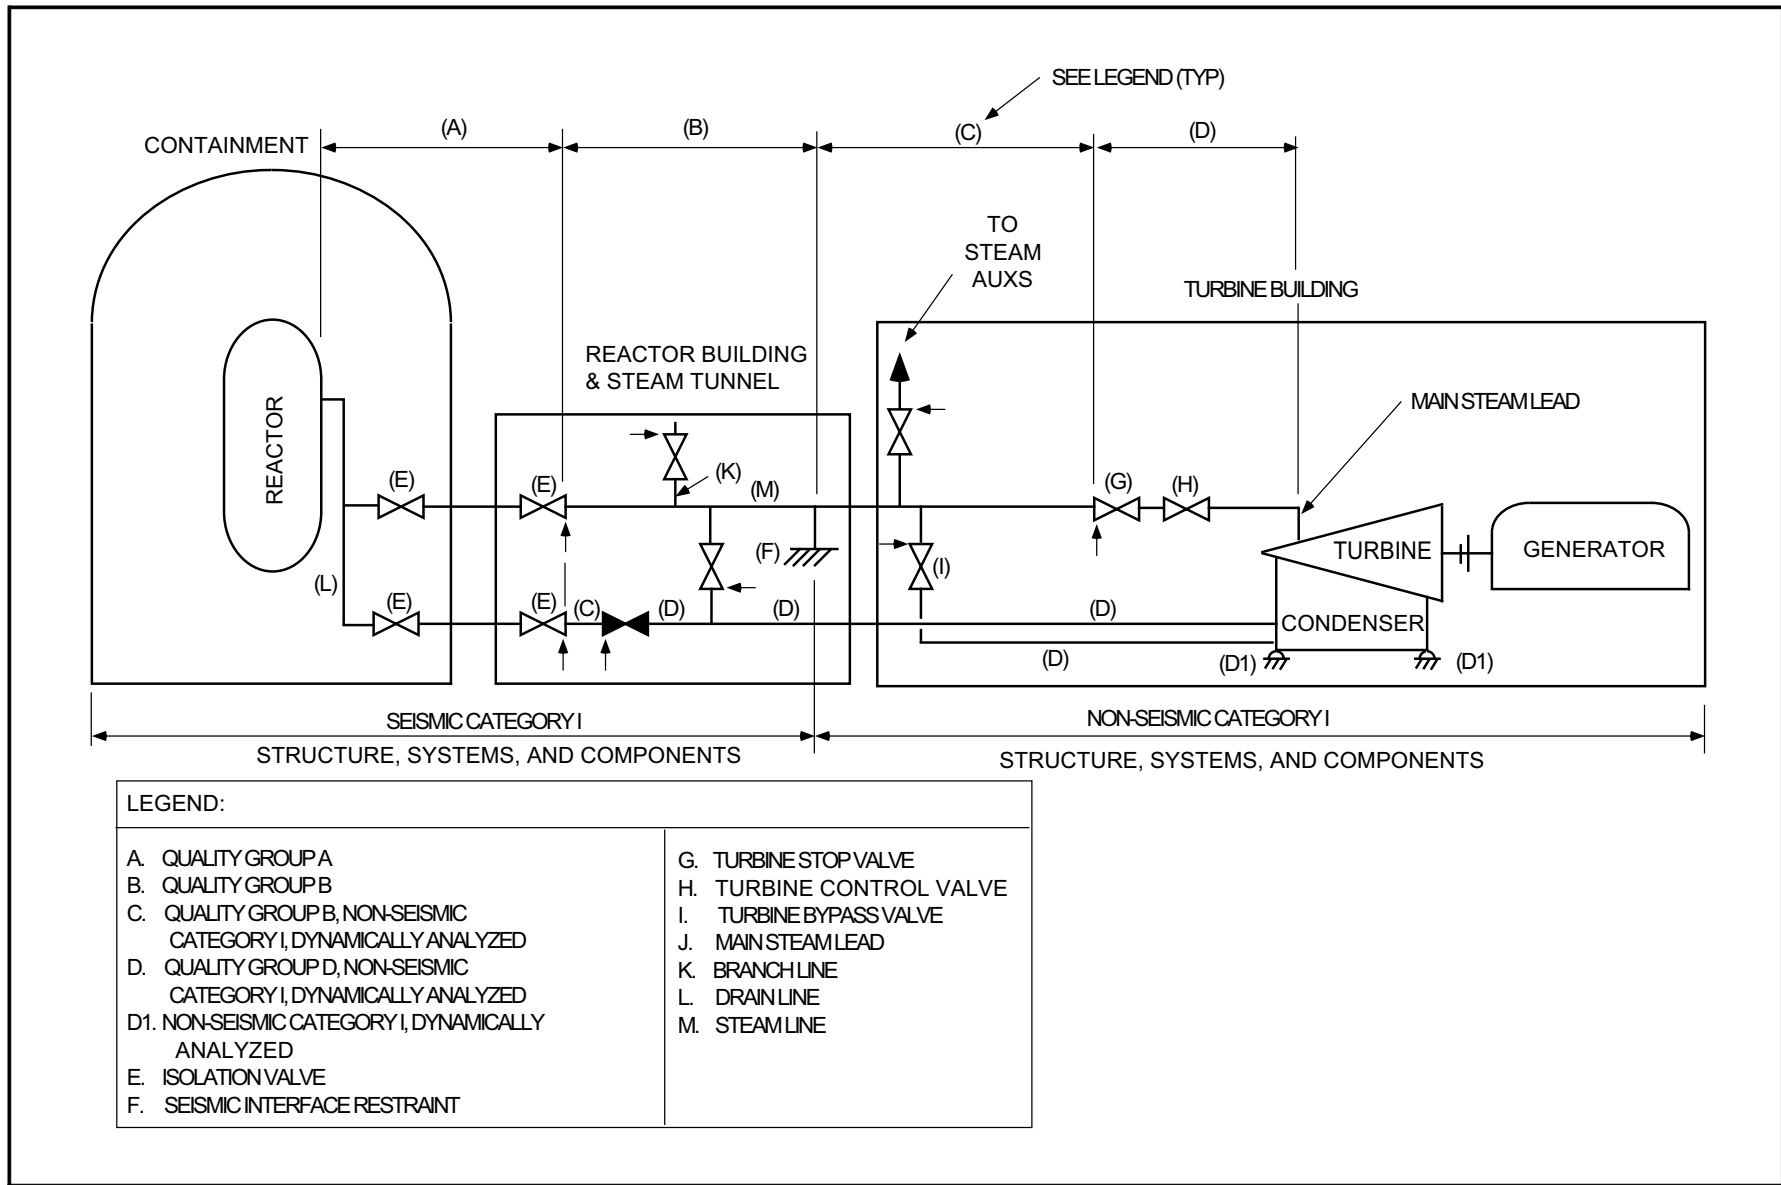 SEE LEGEND (TYP)
(A)
(B)
(C)
(D)
CONTAINMENT
TO
STEAM
AUXS
TURBINE BUILDING
REACTOR BUILDING
& STEAM TUNNEL
MAIN STEAM LEAD
REACTOR
(E)
(E)
(K)
(M)
(G)
(H)
(F)
(I)
TURBINE
GENERATOR
(L)
(E)
(E)
(C)
(D)
(D)
(D)
CONDENSER
(D)
(D1)
(D1)
SEISMIC CATEGORY I
STRUCTURE, SYSTEMS, AND COMPONENTS
NON-SEISMIC CATEGORY I
STRUCTURE, SYSTEMS, AND COMPONENTS
LEGEND:
A. QUALITY GROUP A
B. QUALITY GROUP B
C. QUALITY GROUP B, NON-SEISMIC
CATEGORY I, DYNAMICALLY ANALYZED
D. QUALITY GROUP D, NON-SEISMIC
CATEGORY I, DYNAMICALLY ANALYZED
D1. NON-SEISMIC CATEGORY I, DYNAMICALLY
ANALYZED
E. ISOLATION VALVE
F. SEISMIC INTERFACE RESTRAINT
G. TURBINE STOP VALVE
H. TURBINE CONTROL VALVE
I. TURBINE BYPASS VALVE
J. MAIN STEAM LEAD
K. BRANCH LINE
L. DRAIN LINE
M. STEAM LINE